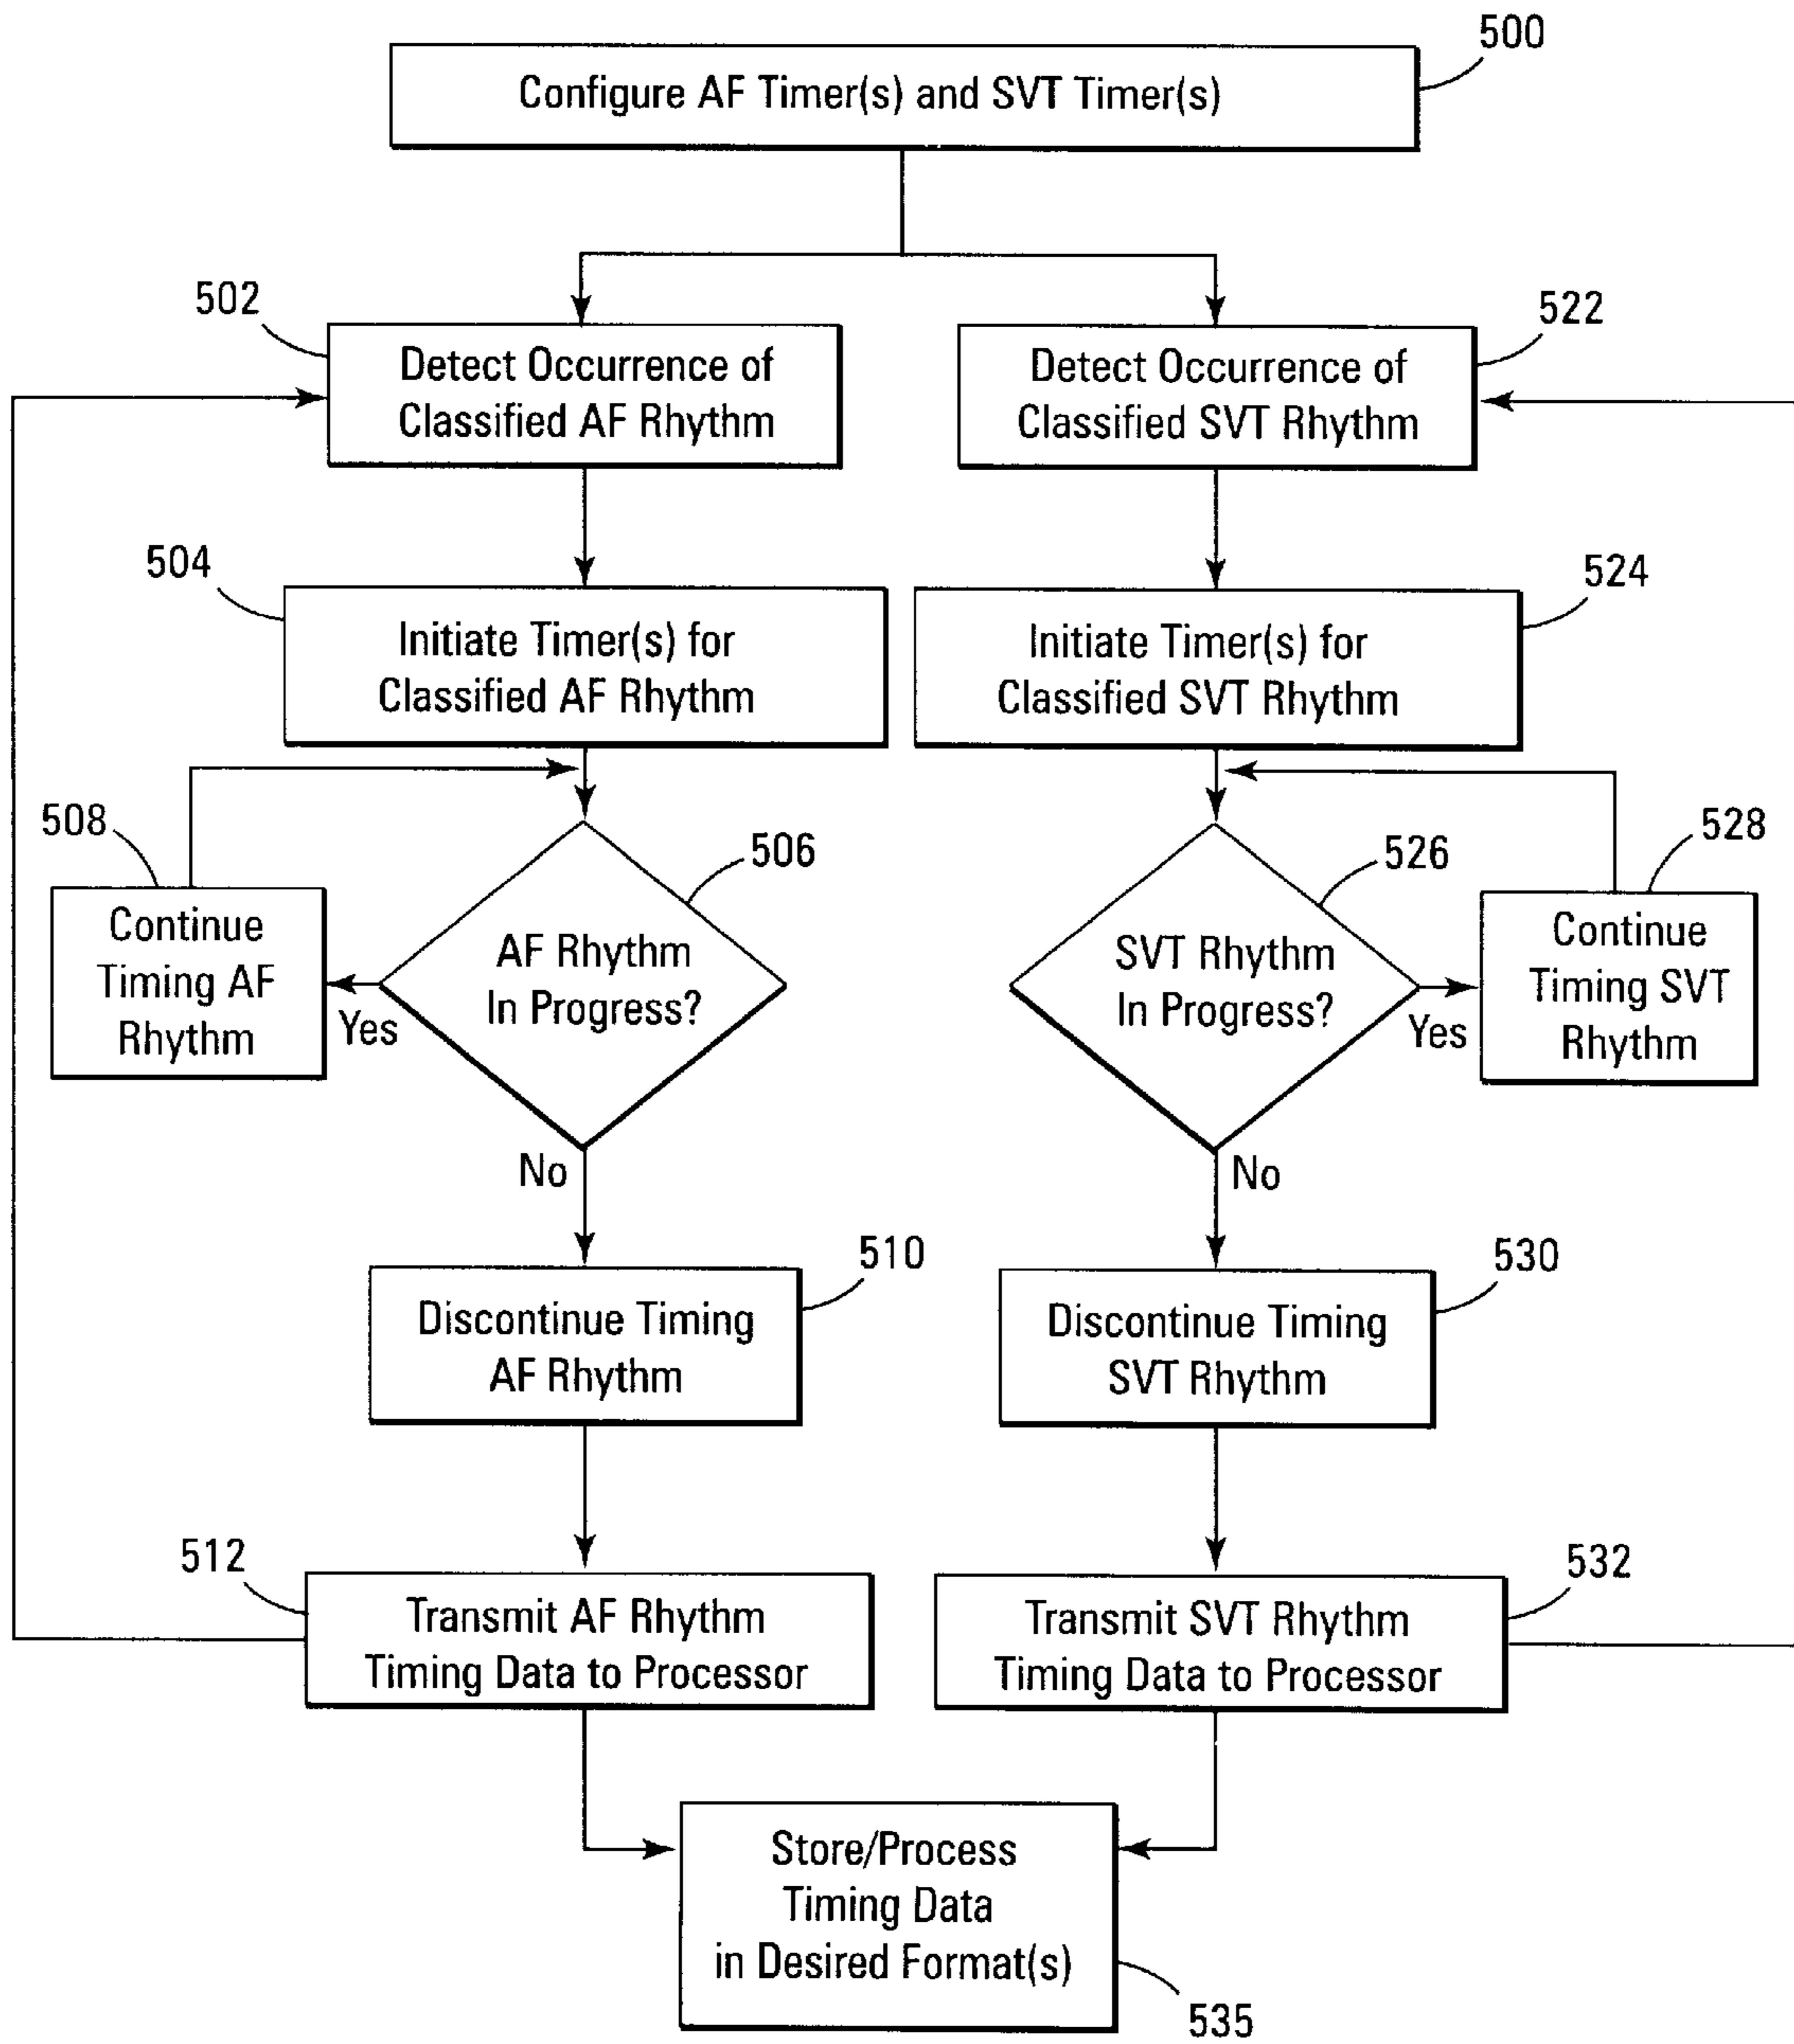 500
Configure AF Timer(s) and SVT Timer(s)
502
Detect Occurrence of
Classified AF Rhythm
522
Detect Occurrence of
Classified SVT Rhythm
504
Initiate Timer(s) for
Classified AF Rhythm
524
Initiate Timer(s) for
Classified SVT Rhythm
508
Continue
Timing AF
Rhythm
506
AF Rhythm
In Progress?
Yes
No
526
SVT Rhythm
In Progress?
Yes
No
528
Continue
Timing SVT
Rhythm
510
Discontinue Timing
AF Rhythm
530
Discontinue Timing
SVT Rhythm
512
Transmit AF Rhythm
Timing Data to Processor
532
Transmit SVT Rhythm
Timing Data to Processor
Store/Process
Timing Data
in Desired Format(s)
535